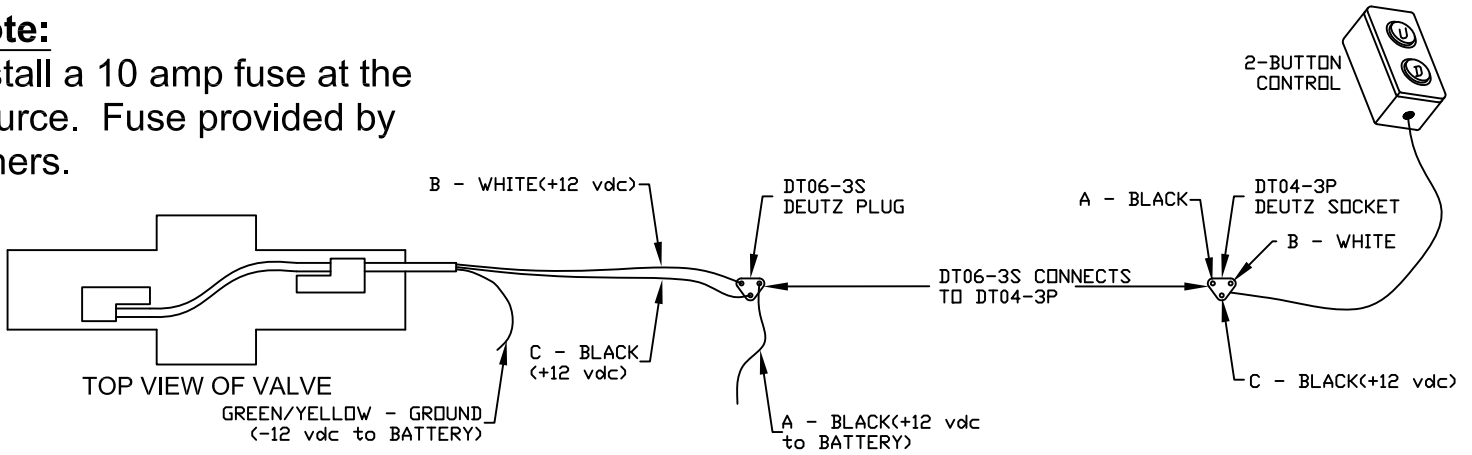 ote:
stall a 10 amp fuse at the
urce. Fuse provided by
hers.
2-BUTTON
CONTROL
U
D
B - WHITE(+12 vdc)
DT06-3S
DEUTZ PLUG
A - BLACK
DT04-3P
DEUTZ SOCKET
B - WHITE
DT06-3S CONNECTS
TO DT04-3P
C - BLACK
(+12 vdc)
TOP VIEW OF VALVE
GREEN/YELLOW - GROUND
(-12 vdc to BATTERY)
A - BLACK(+12 vdc
to BATTERY)
C - BLACK(+12 vdc)